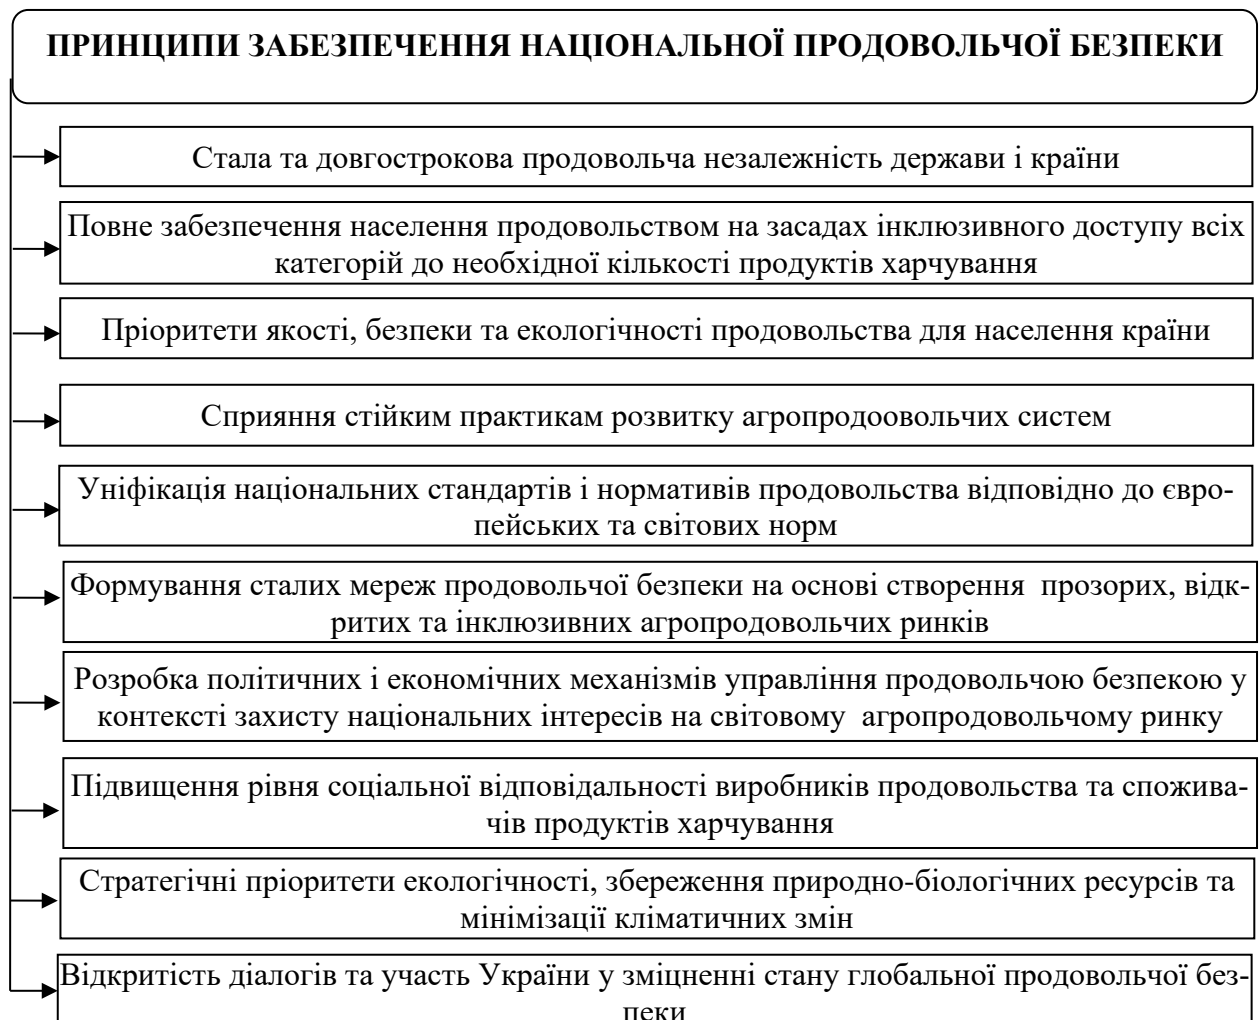 ПРИНЦИПИ ЗАБЕЗПЕЧЕННЯ НАЦІОНАЛЬНОЇ ПРОДОВОЛЬЧОЇ БЕЗПЕКИ
Стала та довгострокова продовольча незалежність держави і країни
Повне забезпечення населення продовольством на засадах інклюзивного доступу всіх
категорій до необхідної кількості продуктів харчування
Пріоритети якості, безпеки та екологічності продовольства для населення країни
Сприяння стійким практикам розвитку агропродоовольчих систем
Уніфікація національних стандартів і нормативів продовольства відповідно до євро-
пейських та світових норм
Формування сталих мереж продовольчої безпеки на основі створення прозорих, відк-
ритих та інклюзивних агропродовольчих ринків
Розробка політичних і економічних механізмів управління продовольчою безпекою у
контексті захисту національних інтересів на світовому агропродовольчому ринку
Підвищення рівня соціальної відповідальності виробників продовольства та спожива-
чів продуктів харчування
Стратегічні пріоритети екологічності, збереження природно-біологічних ресурсів та
мінімізації кліматичних змін
Відкритість діалогів та участь України у зміцненні стану глобальної продовольчої без-
пеки